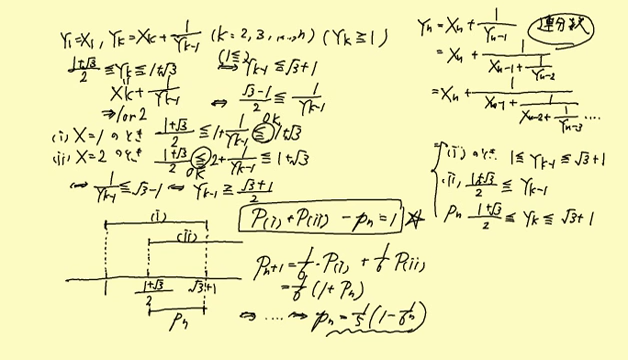 Y₁=X₁, Yk=Xk+1/Yk-1 (k=2,3,……,n) (Yk≧1)
(1+√3)/2≦Yk≦1+√3 (1≦) ⇔ Yk-1≦√3+1
Xk+1/Yk-1 ⇔ (√3-1)/2≦1/Yk-1
⇒1or2
(i) X=1のとき (1+√3)/2≦1+1/Yk-1≦1+√3 OK
(ii) X=2のとき (1+√3)/2≦2+1/Yk-1≦1+√3 OK
⇔ 1/Yk-1≦√3-1 ⇔ Yk-1≧(√3+1)/2
(i)
(ii)
(1+√3)/2 √3+1
Pn
P(i)+P(ii)-Pn=1
Pn+1=1/6・P(i)+1/6P(ii)
=1/6(1+Pn)
⇔ …… ⇒ Pn=1/5(1-1/6ⁿ)
Yn=Xn+1/Yn-1 連分数
=Xn+1/(Xn-1+1/Yn-2)
=Xn+1/(Xn-1+1/(Xn-2+1/Yn-3……
(i)のとき 1≦Yk-1≦√3+1
(ii) (1+√3)/2≦Yk-1
Pn (1+√3)/2≦Yk≦√3+1